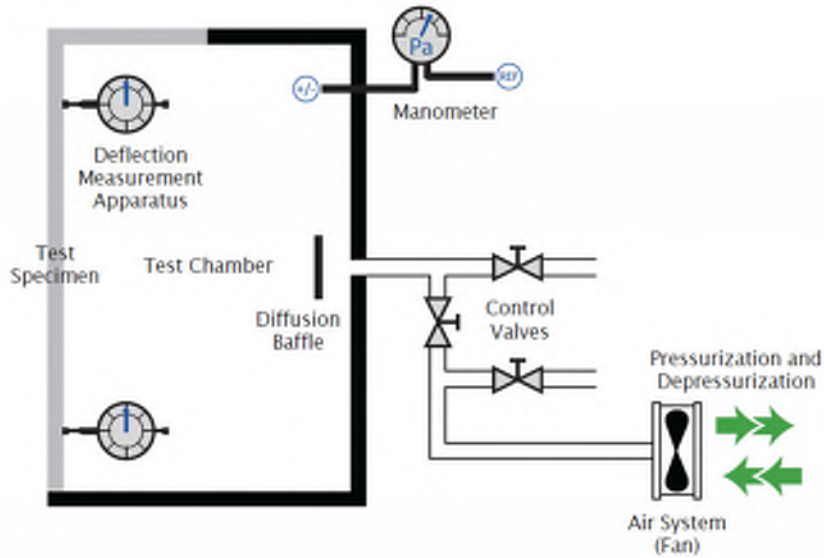 Pa
+/-
REF
Manometer
Deflection
Measurement
Apparatus
Test
Specimen
Test Chamber
Diffusion
Baffle
Control
Valves
Pressurization and
Depressurization
Air System
(Fan)